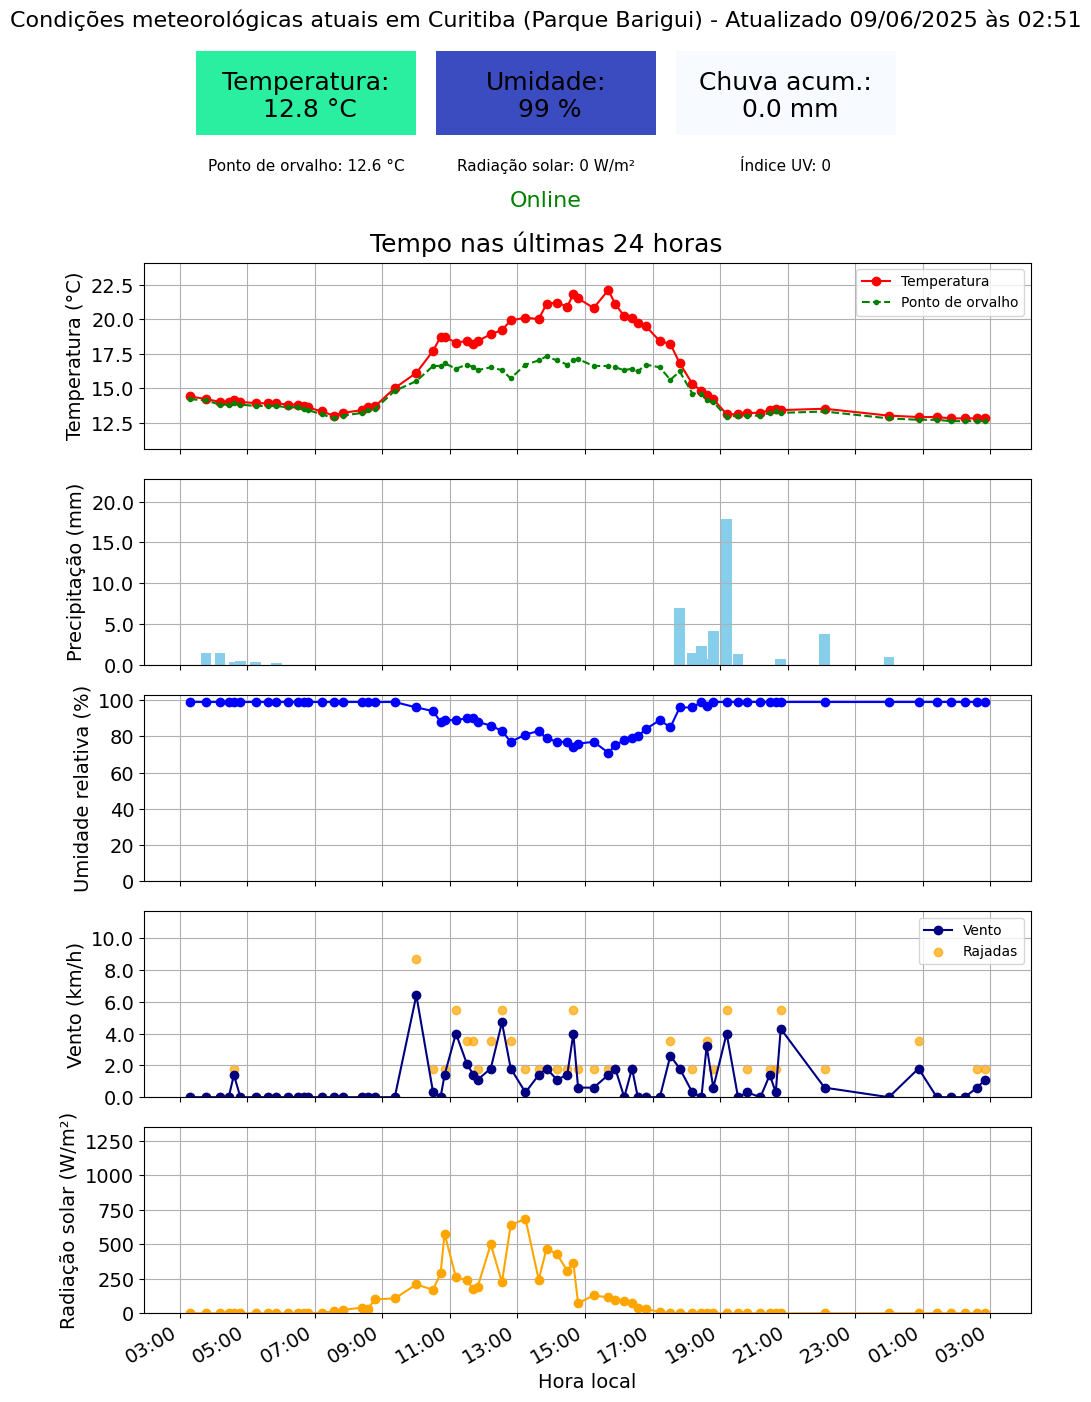 Condições meteorológicas atuais em Curitiba (Parque Barigui) - Atualizado 09/06/2025 às 02:51
Temperatura:
12.8 °C
Umidade:
99 %
Chuva acum.:
0.0 mm
Ponto de orvalho: 12.6 °C
Radiação solar: 0 W/m²
Índice UV: 0
Online
Tempo nas últimas 24 horas
Temperatura (°C)
22.5
20.0
17.5
15.0
12.5
Temperatura
Ponto de orvalho
Precipitação (mm)
20.0
15.0
10.0
5.0
0.0
Umidade relativa (%)
100
80
60
40
20
0
Vento (km/h)
10.0
8.0
6.0
4.0
2.0
0.0
Vento
Rajadas
Radiação solar (W/m²)
1250
1000
750
500
250
0
03:00 05:00 07:00 09:00 11:00 13:00 15:00 17:00 19:00 21:00 23:00 01:00 03:00
Hora local